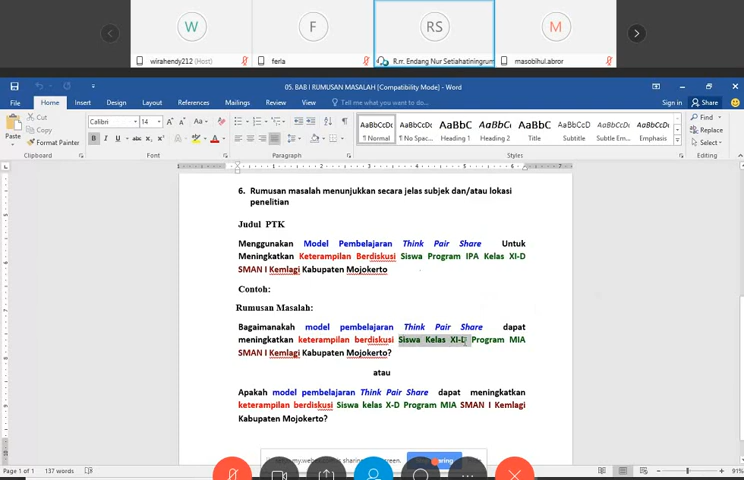 W
F
RS
M
wirahendy212 (Host)
ferla
R.rr. Endang Nur Setiahatiningrum
masobihul.abror
05. BAB I RUMUSAN MASALAH [Compatibility Mode] - Word
File Home Insert Design Layout References Mailings Review View Tell me what you want to do... Sign in Share
Cut
Copy
Paste
Format Painter
Calibri 14
AaBbCcDc AaBbCcDc AaBbC AaBbCc AaBbC AaBbCcD AaBbCcDc AaBbCcDc
¶ Normal Heading 1 Heading 2 Title Subtitle Subtle Em... Emphasis
Find
Replace
Select
Clipboard Font Paragraph Styles Editing
6. Rumusan masalah menunjukkan secara jelas subjek dan/atau lokasi
penelitian
Judul PTK
Menggunakan Model Pembelajaran Think Pair Share Untuk
Meningkatkan Keterampilan Berdiskusi Siswa Program IPA Kelas XI-D
SMAN I Kemlagi Kabupaten Mojokerto
Contoh:
Rumusan Masalah:
Bagaimanakah model pembelajaran Think Pair Share dapat
meningkatkan keterampilan berdiskusi Siswa Kelas XI-D Program MIA
SMAN I Kemlagi Kabupaten Mojokerto?
atau
Apakah model pembelajaran Think Pair Share dapat meningkatkan
keterampilan berdiskusi Siswa kelas X-D Program MIA SMAN I Kemlagi
Kabupaten Mojokerto?
Page 1 of 1 137 words
91%